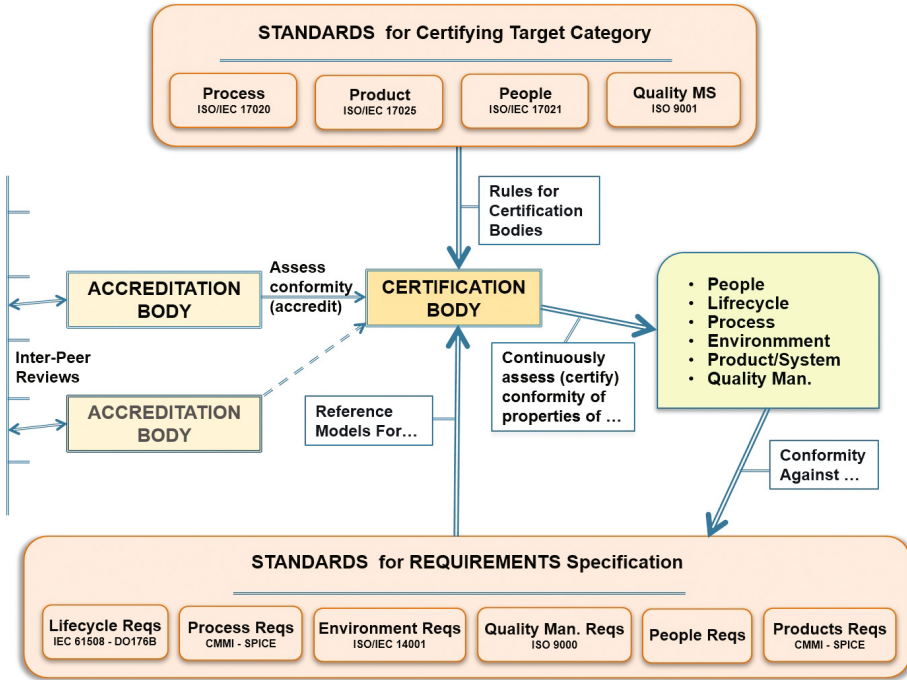 STANDARDS for Certifying Target Category
Process
ISO/IEC 17020
Product
ISO/IEC 17025
People
ISO/IEC 17021
Quality MS
ISO 9001
Rules for
Certification
Bodies
ACCREDITATION
BODY
Assess
conformity
(accredit)
CERTIFICATION
BODY
• People
• Lifrecycle
• Process
• Environmment
• Product/System
• Quality Man.
Inter-Peer
Reviews
ACCREDITATION
BODY
Reference
Models For…
Continuously
assess (certify)
conformity of
properties of …
Conformity
Against …
STANDARDS for REQUIREMENTS Specification
Lifecycle Reqs
IEC 61508 - DO176B
Process Reqs
CMMI - SPICE
Environment Reqs
ISO/IEC 14001
Quality Man. Reqs
ISO 9000
People Reqs
Products Reqs
CMMI - SPICE